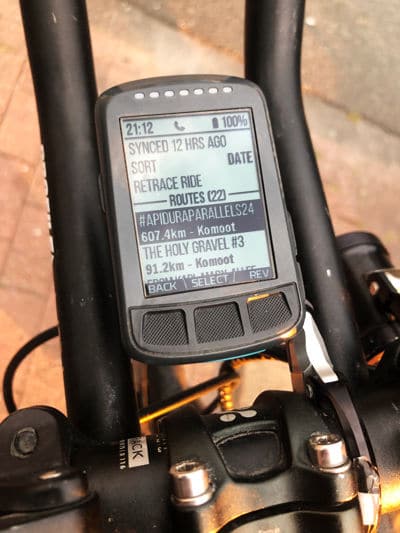 21:12 100%
SYNCED 12 HRS AGO
SORT DATE
RETRACE RIDE
ROUTES (22)
#APIDURAPARALLELS24
607.4km - Komoot
THE HOLY GRAVEL #3
91.2km - Komoot
BACK SELECT REV